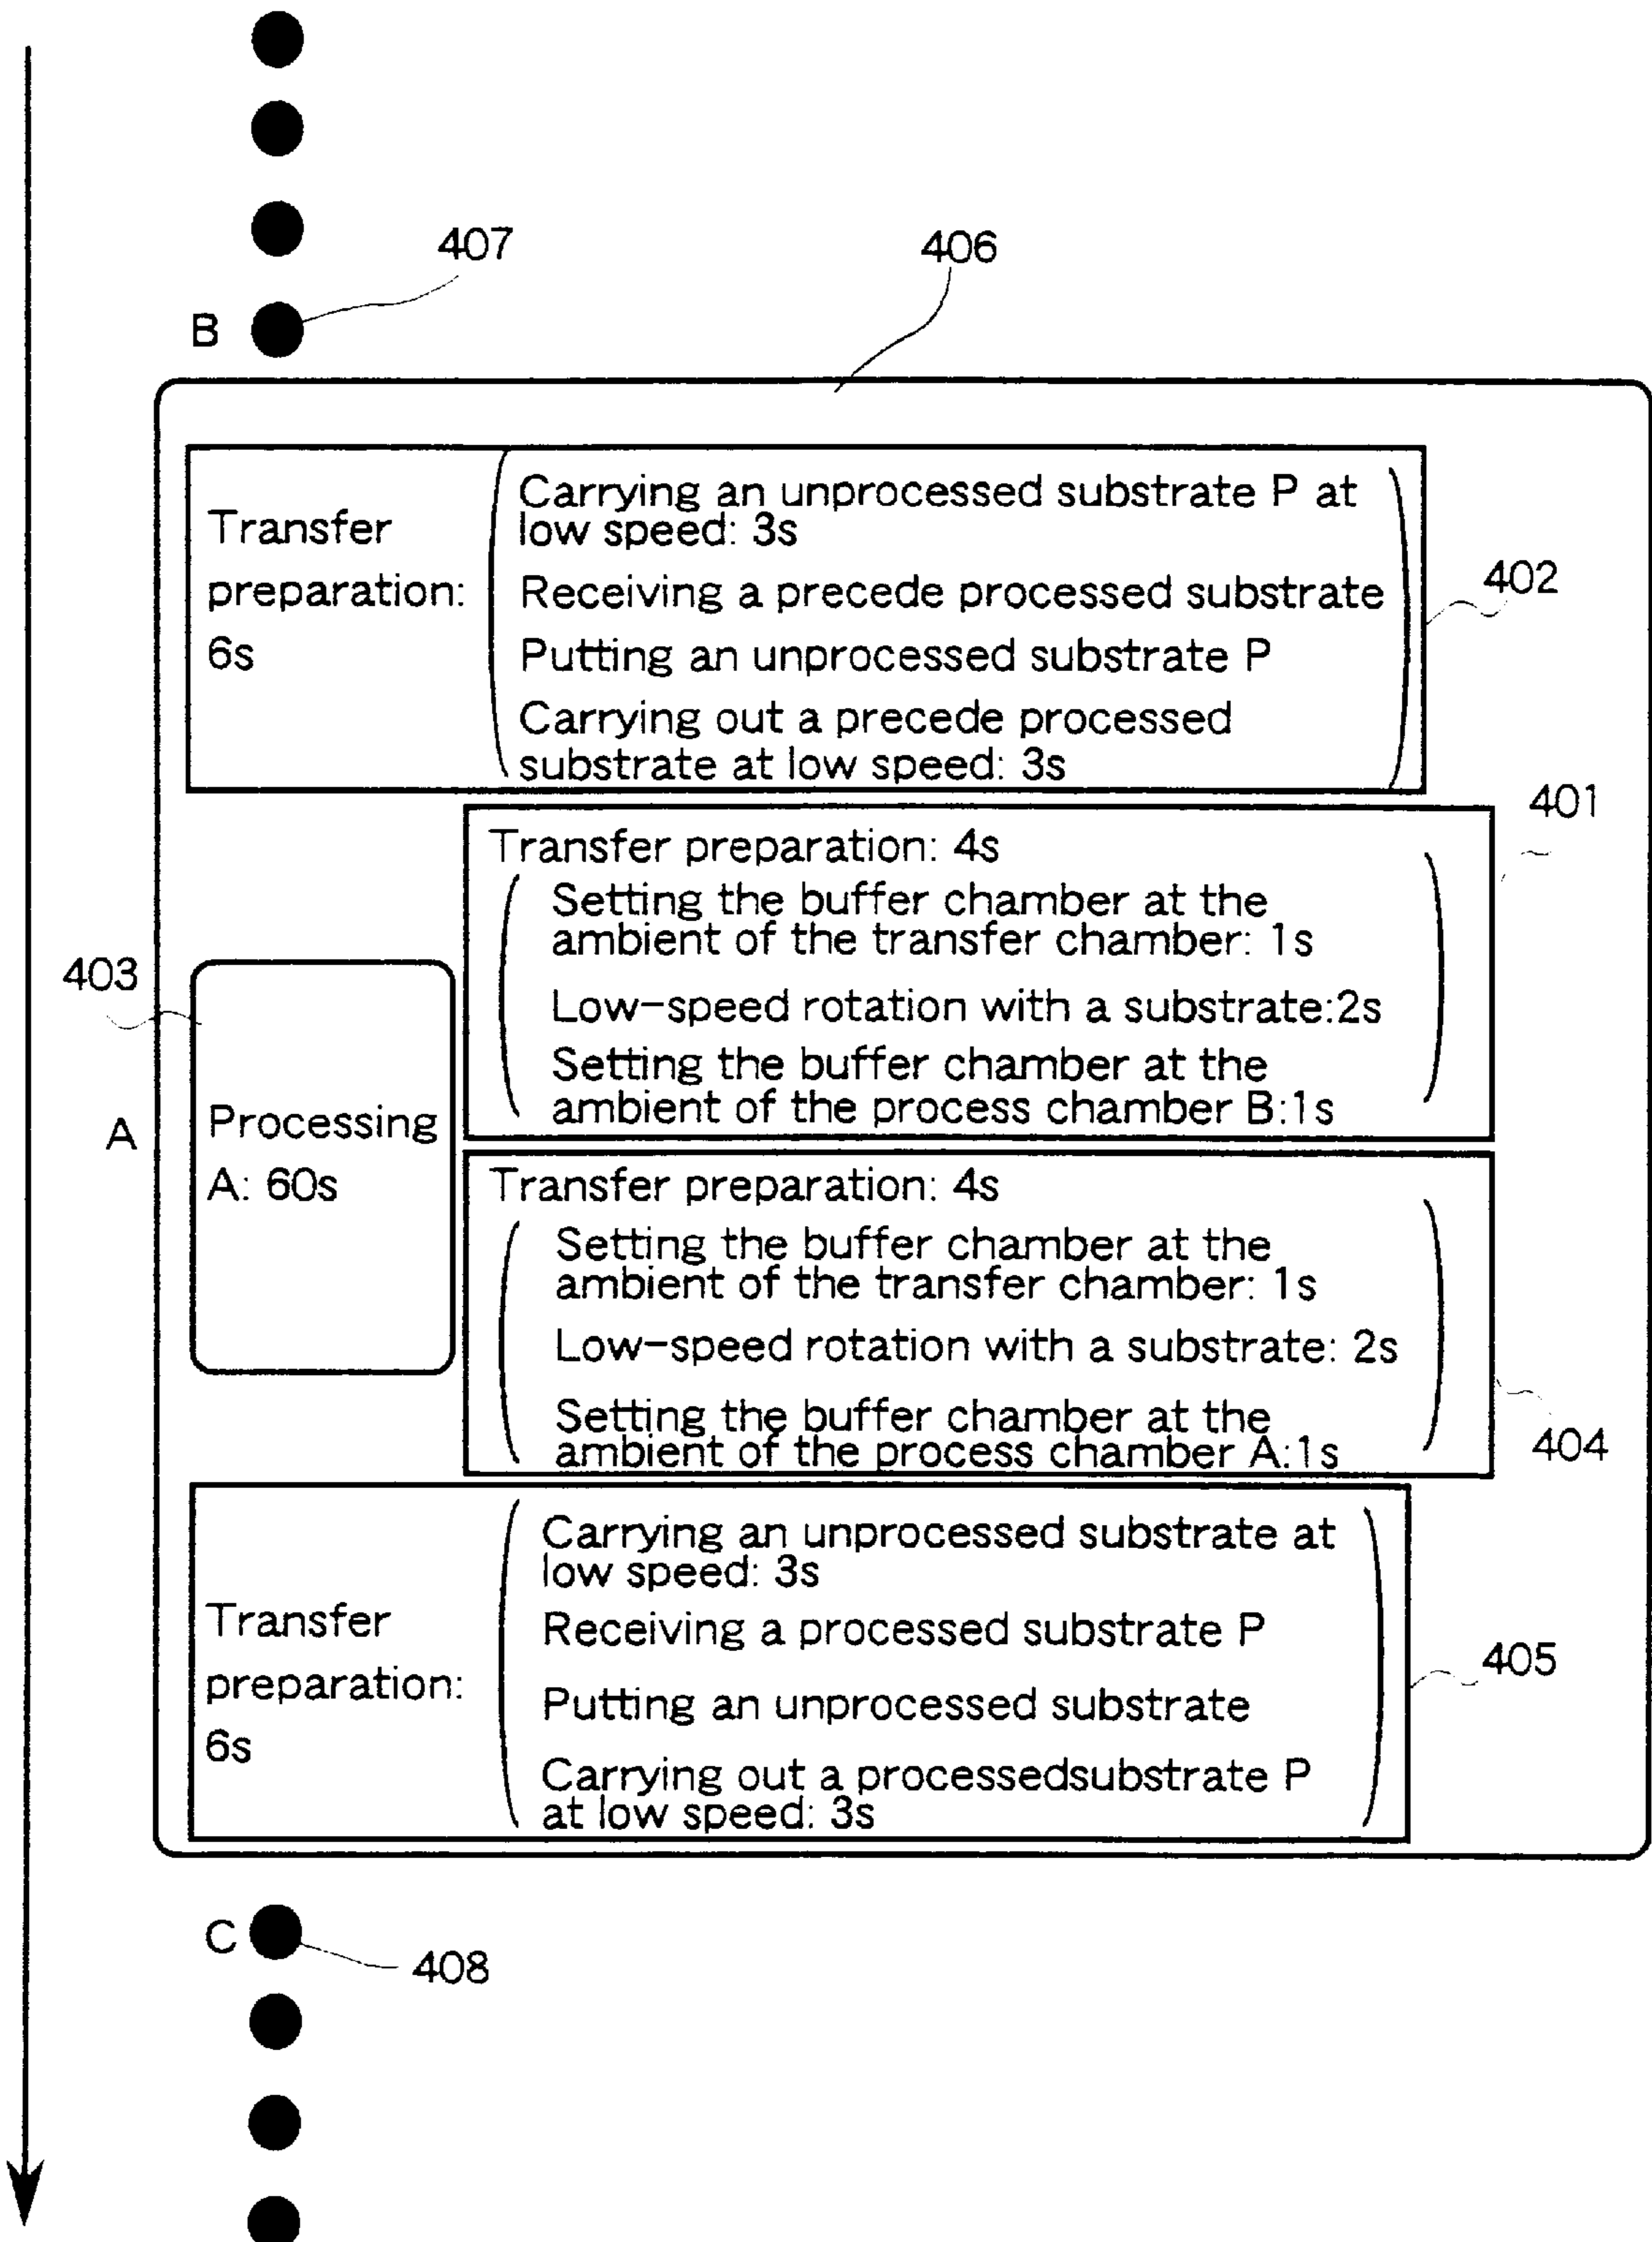 407
406
B
Carrying an unprocessed substrate P at
low speed: 3s
Transfer
preparation:
6s
Receiving a precede processed substrate
Putting an unprocessed substrate P
Carrying out a precede processed
substrate at low speed: 3s
402
401
Transfer preparation: 4s
Setting the buffer chamber at the
ambient of the transfer chamber: 1s
Low-speed rotation with a substrate:2s
Setting the buffer chamber at the
ambient of the process chamber B:1s
403
A
Processing
A: 60s
Transfer preparation: 4s
Setting the buffer chamber at the
ambient of the transfer chamber: 1s
Low-speed rotation with a substrate: 2s
Setting the buffer chamber at the
ambient of the process chamber A:1s
404
Transfer
preparation:
6s
Carrying an unprocessed substrate at
low speed: 3s
Receiving a processed substrate P
Putting an unprocessed substrate
Carrying out a processedsubstrate P
at low speed: 3s
405
C
408